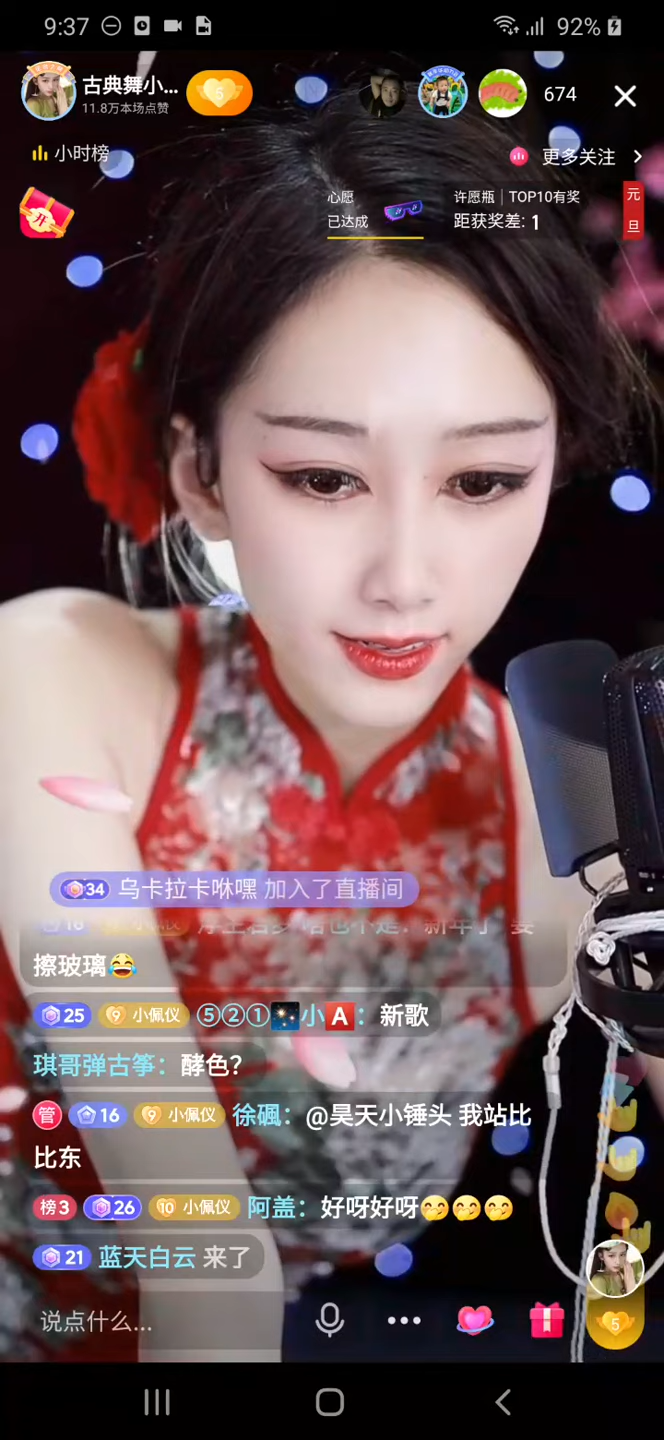 9:37
92%
古典舞小...
11.8万本场点赞
5
674
小时榜
更多关注
开
心愿
已达成
许愿瓶 | TOP10有奖
距获奖差: 1
元旦
34 乌卡拉卡咻嘿 加入了直播间
擦玻璃😂
25 9 小佩仪 ⑤②①🎇小🅰：新歌
琪哥弹古筝：酵色？
管 16 9 小佩仪 徐颯：@昊天小锤头 我站比
比东
榜3 26 10 小佩仪 阿盖：好呀好呀🤭🤭🤭
21 蓝天白云 来了
说点什么...
5